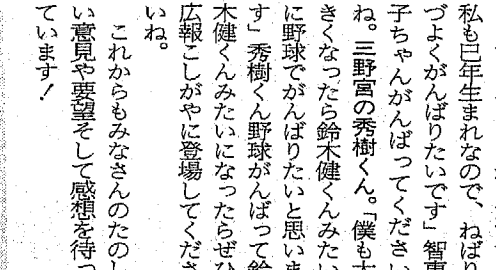 私も巳年生まれなので、ねばり
づよくがんばりたいです」智恵
子ちゃんがんばってくださいね
ね。三野宮の秀樹くん。「僕も大
きくなったら鈴木健くんみたい
に野球でがんばりたいと思いま
す」秀樹くん野球がんばって鈴
木健くんみたいになったらぜひ
広報こしがやに登場してくださ
いね。
これからもみなさんのたのし
い意見や要望そして感想を待っ
ています！